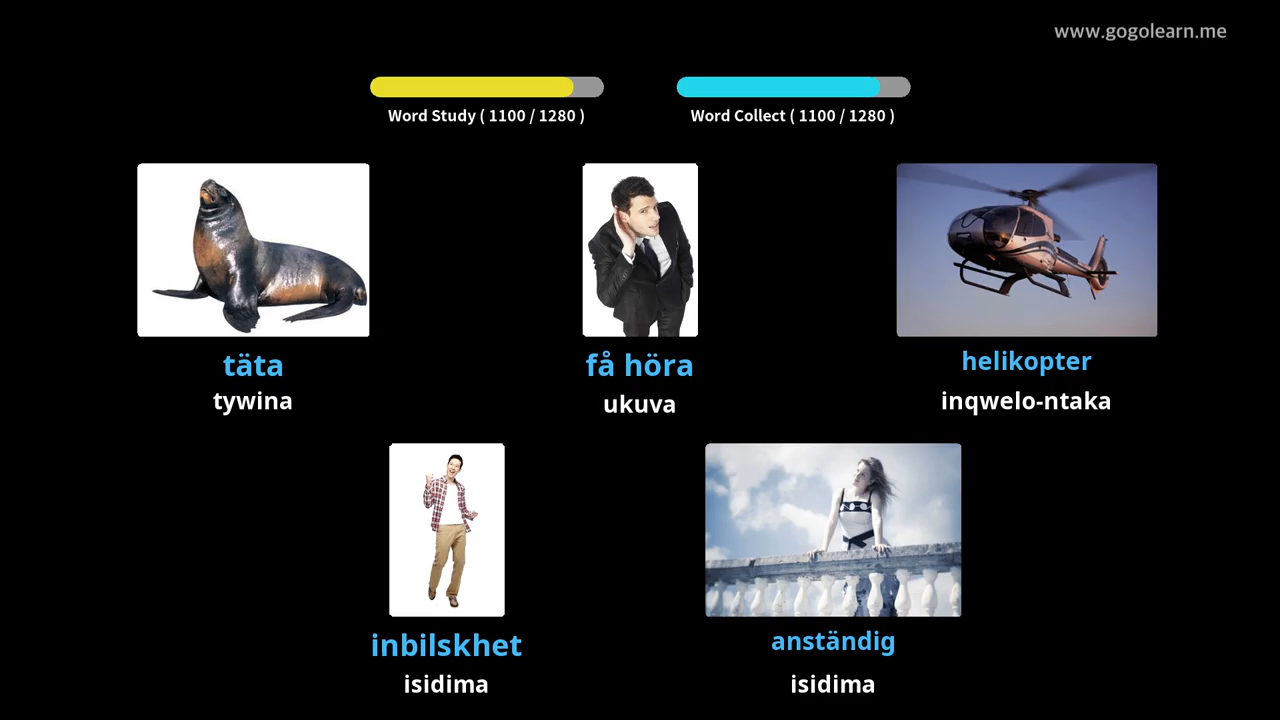 www.gogolearn.me
Word Study ( 1100 / 1280 )
Word Collect ( 1100 / 1280 )
täta
tywina
få höra
ukuva
helikopter
inqwelo-ntaka
inbilskhet
isidima
anständig
isidima